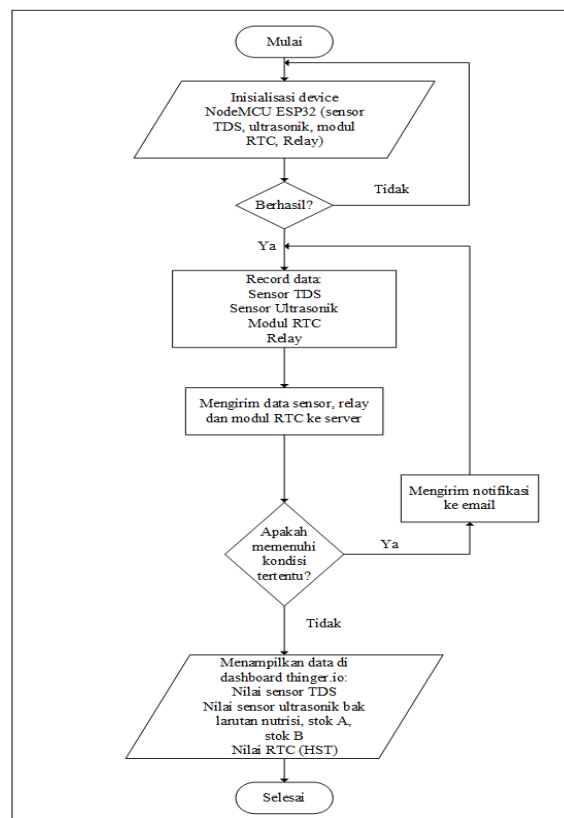 Mulai
Inisialisasi device
NodeMCU ESP32 (sensor
TDS, ultrasonik, modul
RTC, Relay)
Tidak
Berhasil?
Ya
Record data:
Sensor TDS
Sensor Ultrasonik
Modul RTC
Relay
Mengirim data sensor, relay
dan modul RTC ke server
Mengirim notifikasi
ke email
Apakah
memenuhi
kondisi
tertentu?
Ya
Tidak
Menampilkan data di
dashboard thinger.io:
Nilai sensor TDS
Nilai sensor ultrasonik bak
larutan nutrisi, stok A,
stok B
Nilai RTC (HST)
Selesai